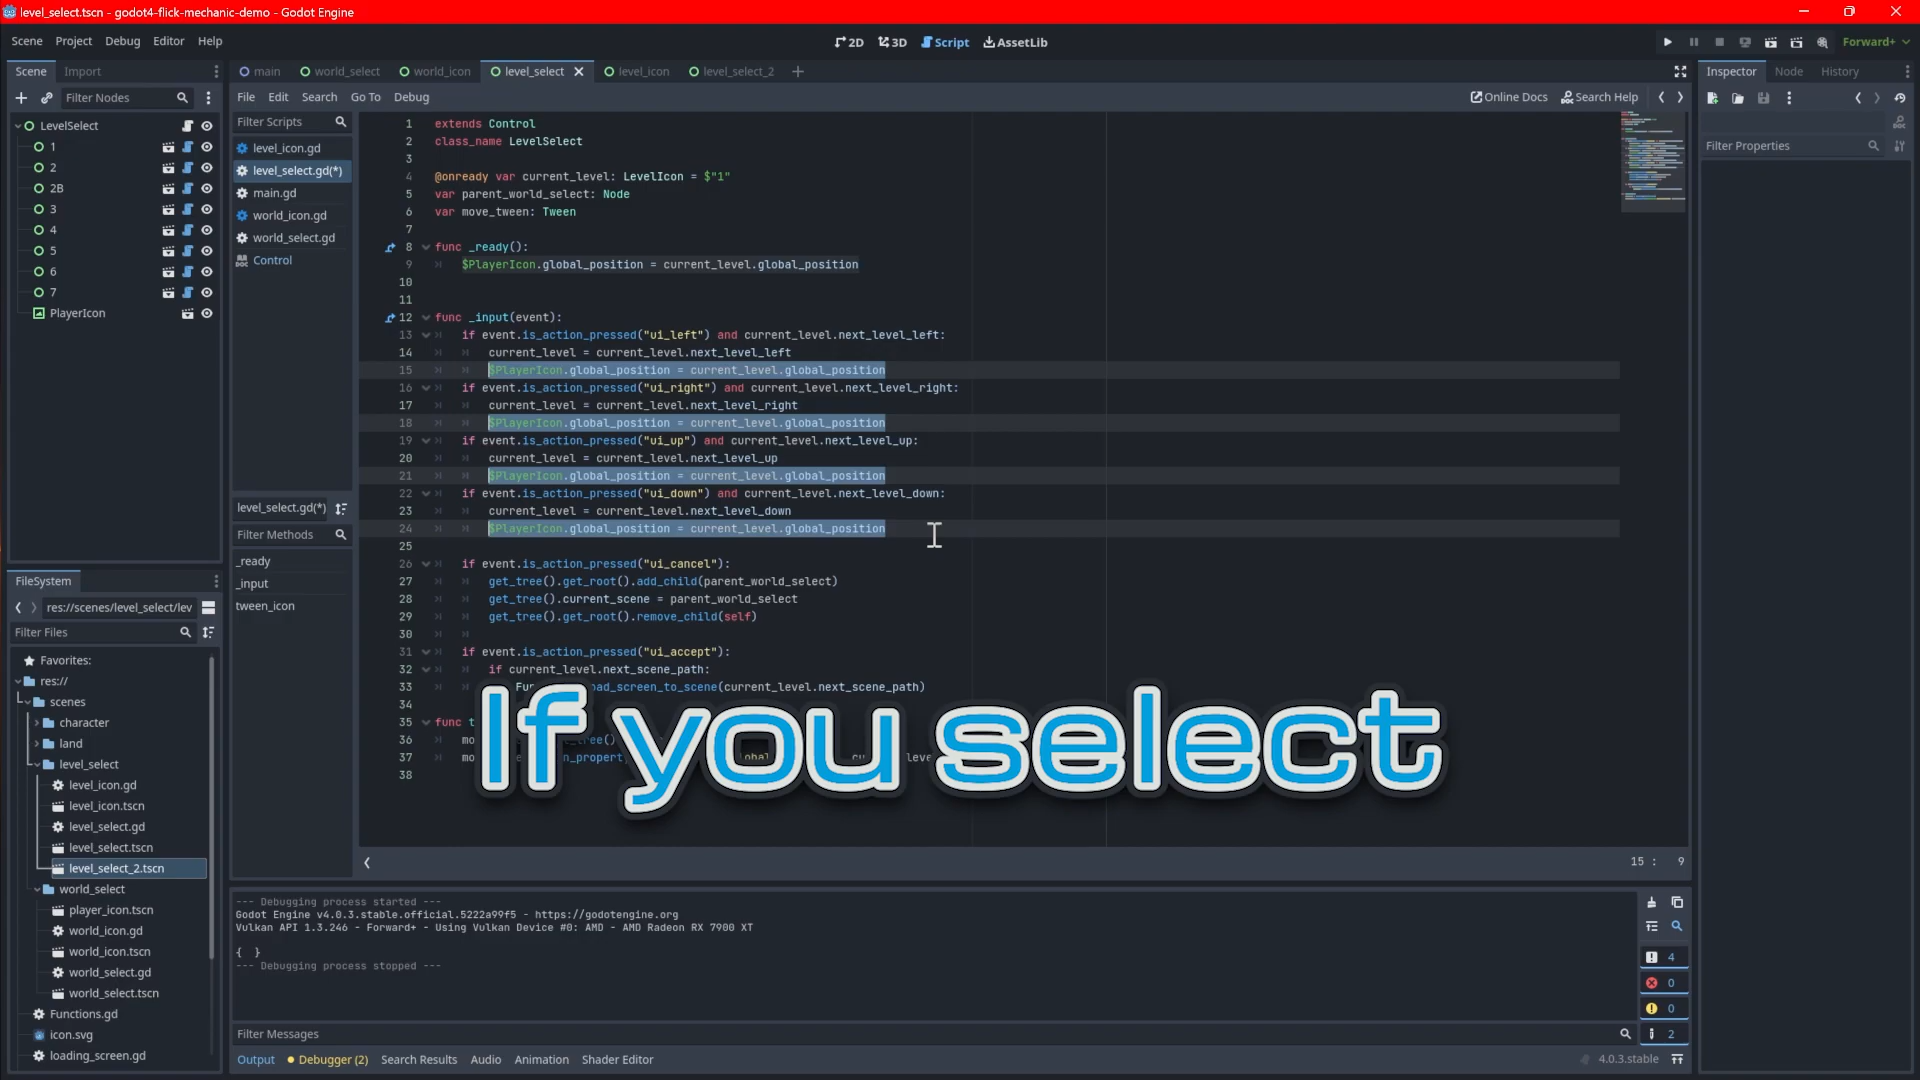 level_select.tscn - godot4-flick-mechanic-demo - Godot Engine
Scene Project Debug Editor Help
2D 3D Script AssetLib
Forward+
Scene Import
main world_select world_icon level_select level_icon level_select_2
Inspector Node History
Filter Nodes
File Edit Search Go To Debug
Online Docs Search Help
Filter Properties
LevelSelect
1
2
2B
3
4
5
6
7
PlayerIcon
Filter Scripts
level_icon.gd
level_select.gd(*)
main.gd
world_icon.gd
world_select.gd
Control
level_select.gd(*)
Filter Methods
_ready
_input
tween_icon
1 extends Control
2 class_name LevelSelect
3
4 @onready var current_level: LevelIcon = $"1"
5 var parent_world_select: Node
6 var move_tween: Tween
7
8 func _ready():
9 $PlayerIcon.global_position = current_level.global_position
10
11
12 func _input(event):
13 if event.is_action_pressed("ui_left") and current_level.next_level_left:
14 current_level = current_level.next_level_left
15 $PlayerIcon.global_position = current_level.global_position
16 if event.is_action_pressed("ui_right") and current_level.next_level_right:
17 current_level = current_level.next_level_right
18 $PlayerIcon.global_position = current_level.global_position
19 if event.is_action_pressed("ui_up") and current_level.next_level_up:
20 current_level = current_level.next_level_up
21 $PlayerIcon.global_position = current_level.global_position
22 if event.is_action_pressed("ui_down") and current_level.next_level_down:
23 current_level = current_level.next_level_down
24 $PlayerIcon.global_position = current_level.global_position
25
26 if event.is_action_pressed("ui_cancel"):
27 get_tree().get_root().add_child(parent_world_select)
28 get_tree().current_scene = parent_world_select
29 get_tree().get_root().remove_child(self)
30
31 if event.is_action_pressed("ui_accept"):
32 if current_level.next_scene_path:
33 ad_screen_to_scene(current_level.next_scene_path)
34
35 func
36
37
38
If you select
15 : 9
FileSystem
res://scenes/level_select/lev
Filter Files
Favorites:
res://
scenes
character
land
level_select
level_icon.gd
level_icon.tscn
level_select.gd
level_select.tscn
level_select_2.tscn
world_select
player_icon.tscn
world_icon.gd
world_icon.tscn
world_select.gd
world_select.tscn
Functions.gd
icon.svg
loading_screen.gd
--- Debugging process started ---
Godot Engine v4.0.3.stable.official.5222a99f5 - https://godotengine.org
Vulkan API 1.3.246 - Forward+ - Using Vulkan Device #0: AMD - AMD Radeon RX 7900 XT
{ }
--- Debugging process stopped ---
4
0
0
2
Filter Messages
Output Debugger (2) Search Results Audio Animation Shader Editor
4.0.3.stable